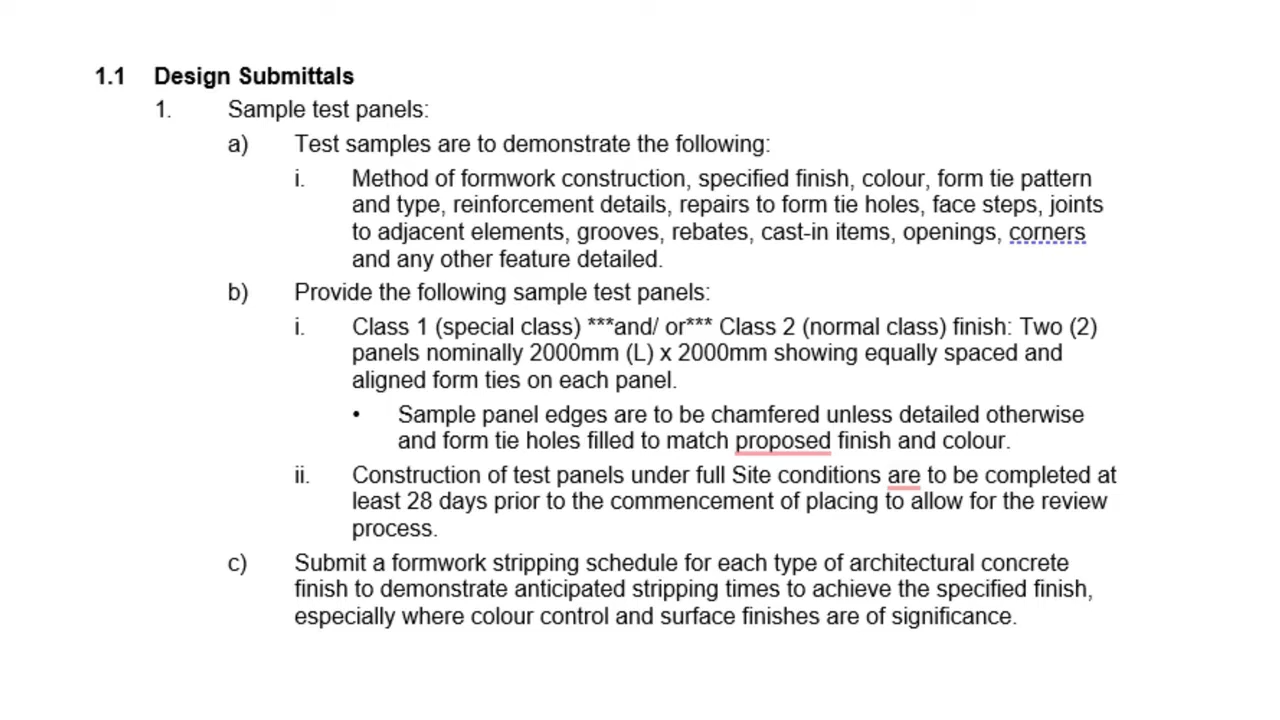 1.1 Design Submittals
1. Sample test panels:
a) Test samples are to demonstrate the following:
i. Method of formwork construction, specified finish, colour, form tie pattern
and type, reinforcement details, repairs to form tie holes, face steps, joints
to adjacent elements, grooves, rebates, cast-in items, openings, corners
and any other feature detailed.
b) Provide the following sample test panels:
i. Class 1 (special class) ***and/ or*** Class 2 (normal class) finish: Two (2)
panels nominally 2000mm (L) x 2000mm showing equally spaced and
aligned form ties on each panel.
• Sample panel edges are to be chamfered unless detailed otherwise
and form tie holes filled to match proposed finish and colour.
ii. Construction of test panels under full Site conditions are to be completed at
least 28 days prior to the commencement of placing to allow for the review
process.
c) Submit a formwork stripping schedule for each type of architectural concrete
finish to demonstrate anticipated stripping times to achieve the specified finish,
especially where colour control and surface finishes are of significance.